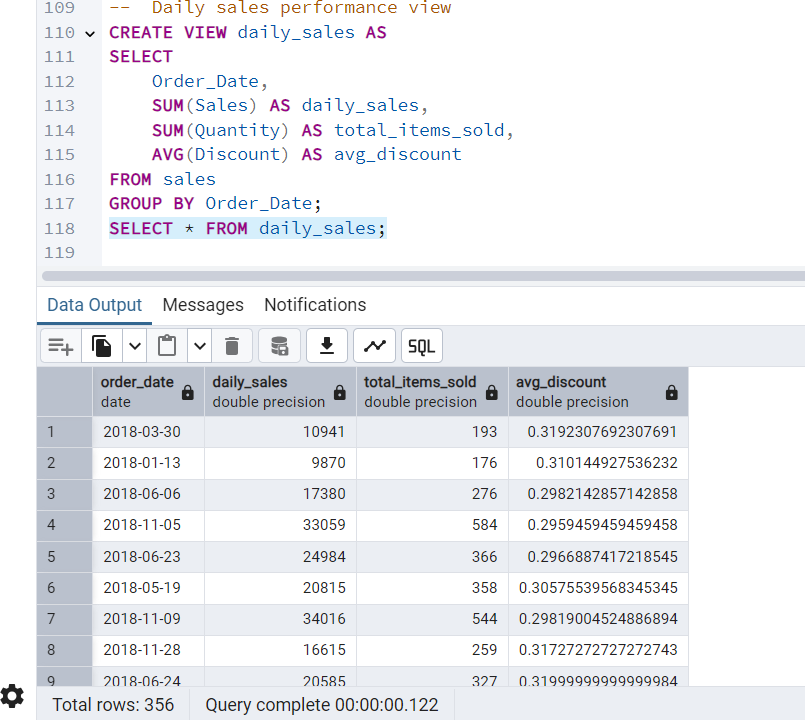 109 -- Daily sales performance view
110 CREATE VIEW daily_sales AS
111 SELECT
112 Order_Date,
113 SUM(Sales) AS daily_sales,
114 SUM(Quantity) AS total_items_sold,
115 AVG(Discount) AS avg_discount
116 FROM sales
117 GROUP BY Order_Date;
118 SELECT * FROM daily_sales;
119
Data Output Messages Notifications
SQL
order_date daily_sales total_items_sold avg_discount
date double precision double precision double precision
1 2018-03-30 10941 193 0.3192307692307691
2 2018-01-13 9870 176 0.310144927536232
3 2018-06-06 17380 276 0.2982142857142858
4 2018-11-05 33059 584 0.2959459459459458
5 2018-06-23 24984 366 0.2966887417218545
6 2018-05-19 20815 358 0.30575539568345345
7 2018-11-09 34016 544 0.29819004524886894
8 2018-11-28 16615 259 0.31727272727272743
9 2018-06-24 20585 327 0.31999999999999984
Total rows: 356 Query complete 00:00:00.122